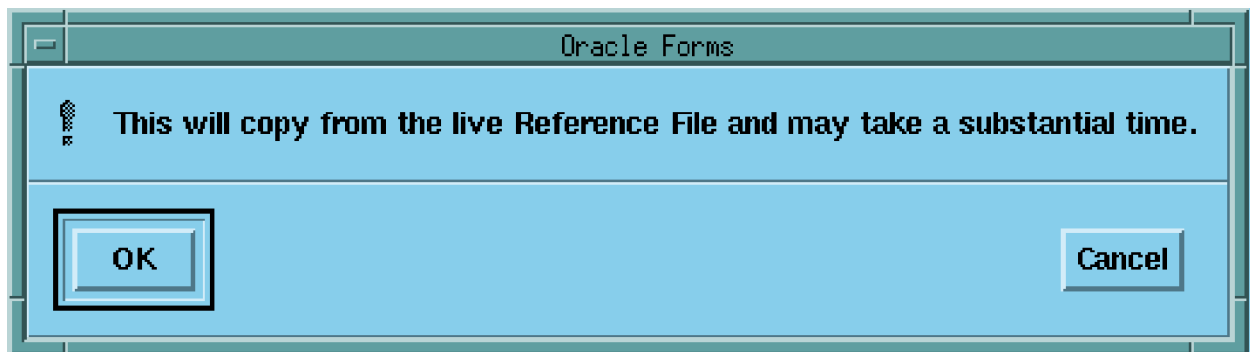 Oracle Forms
This will copy from the live Reference File and may take a substantial time.
OK
Cancel